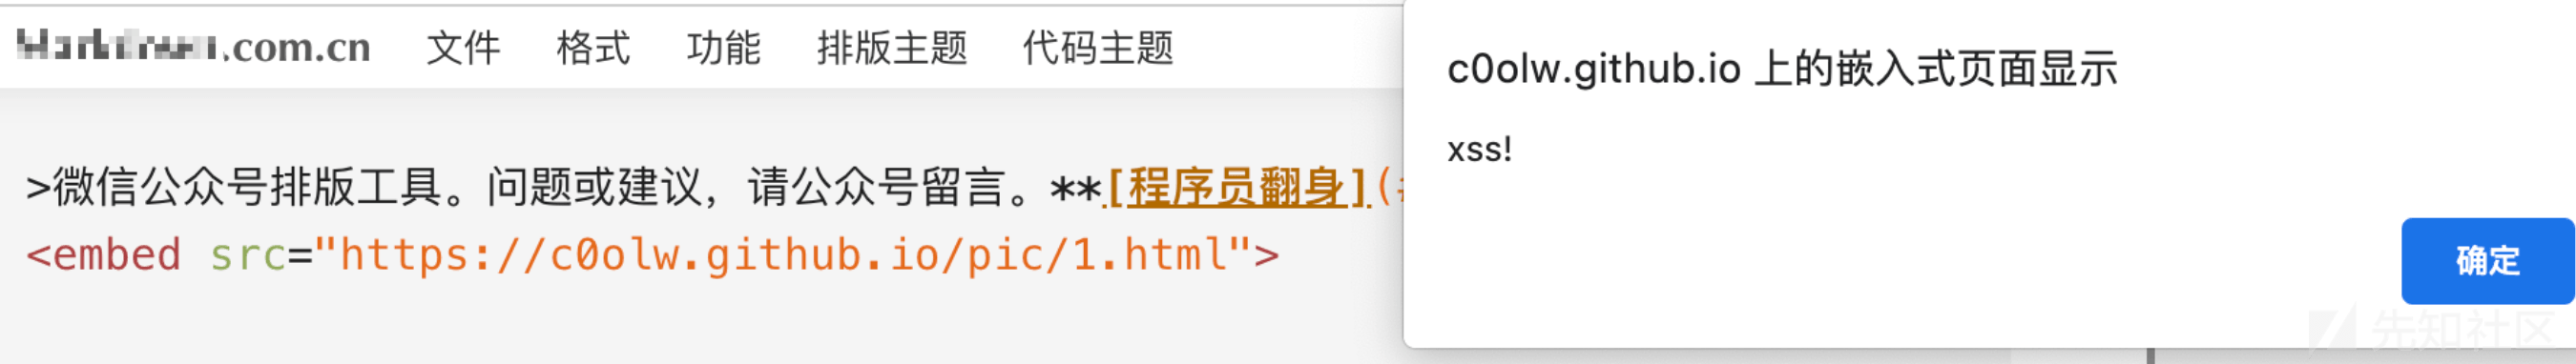 .com.cn 文件 格式 功能 排版主题 代码主题
>微信公众号排版工具。问题或建议，请公众号留言。**[程序员翻身](
<embed src="https://c0olw.github.io/pic/1.html">
c0olw.github.io 上的嵌入式页面显示
xss!
确定
先知社区